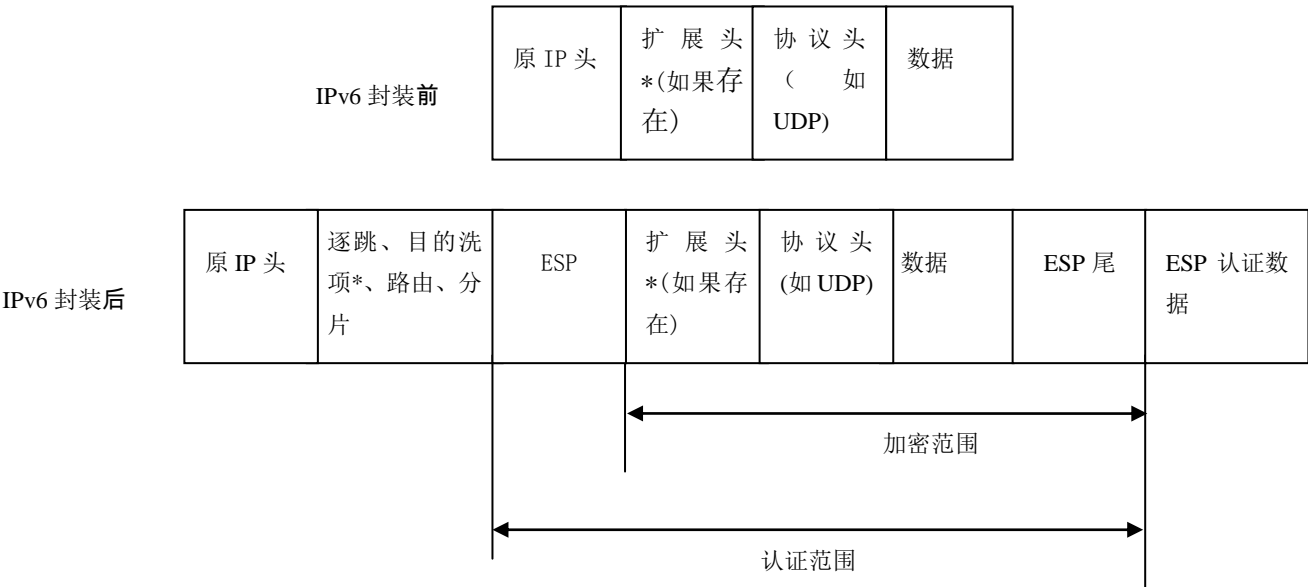 原 IP 头
扩 展 头
*(如果存
在)
协 议 头
( 如
UDP)
数据
IPv6 封装前
原 IP 头
逐跳、目的洗
项*、路由、分
片
ESP
扩 展 头
*(如果存
在)
协 议 头
(如 UDP)
数据
ESP 尾
ESP 认证数
据
IPv6 封装后
加密范围
认证范围